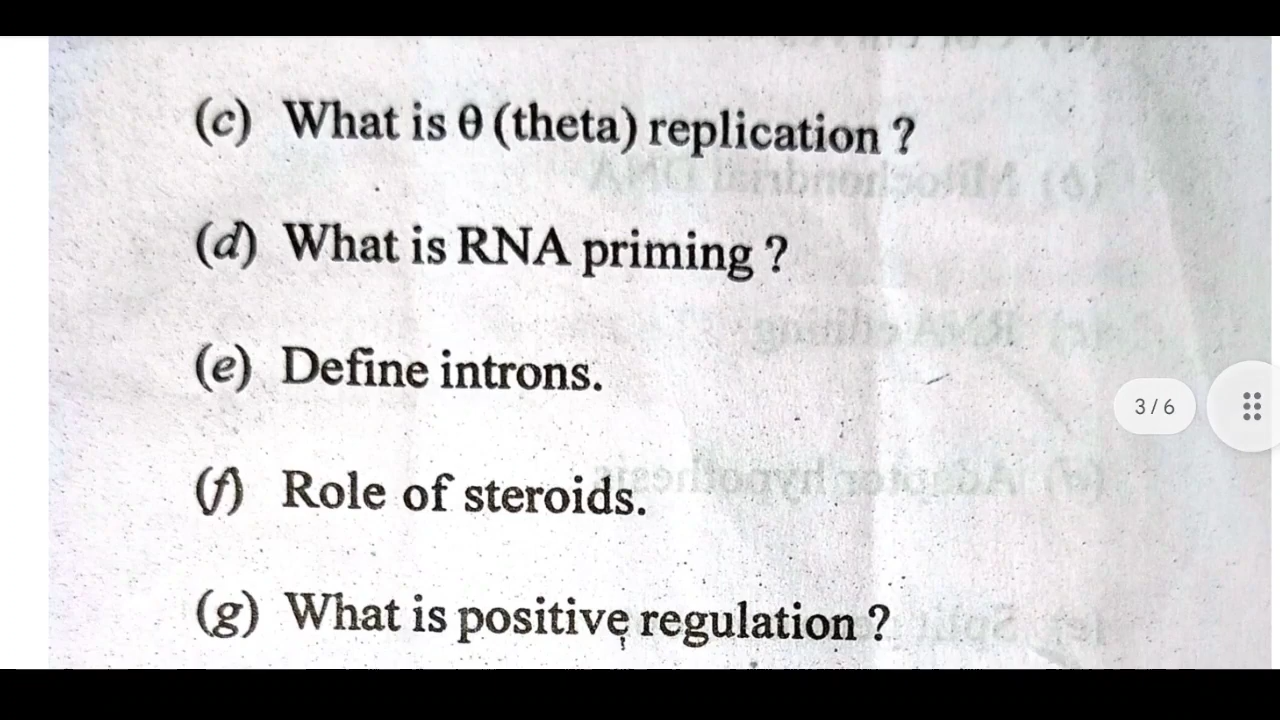 (c) What is θ (theta) replication ?
(d) What is RNA priming ?
(e) Define introns.
3 / 6
(f) Role of steroids.
(g) What is positive regulation ?